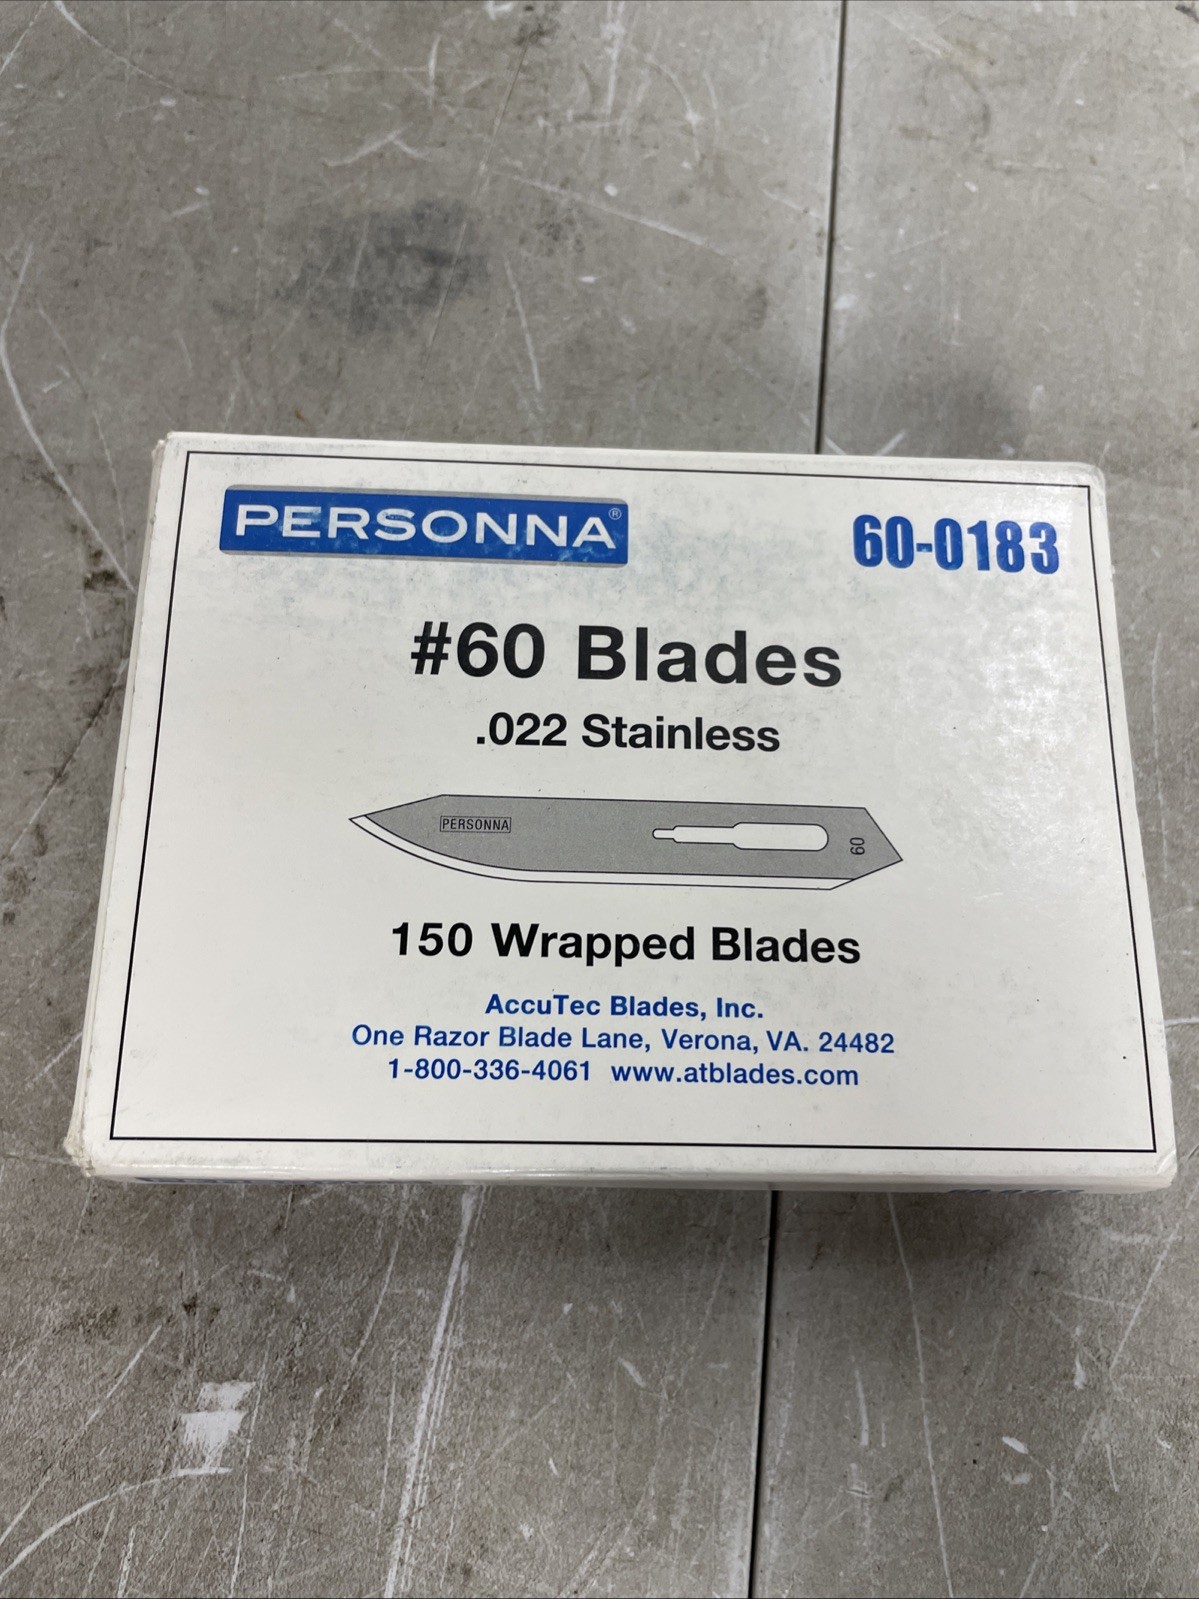 PERSONNA®
60-0183
#60 Blades
.022 Stainless
PERSONNA
60
150 Wrapped Blades
AccuTec Blades, Inc.
One Razor Blade Lane, Verona, VA. 24482
1-800-336-4061 www.atblades.com